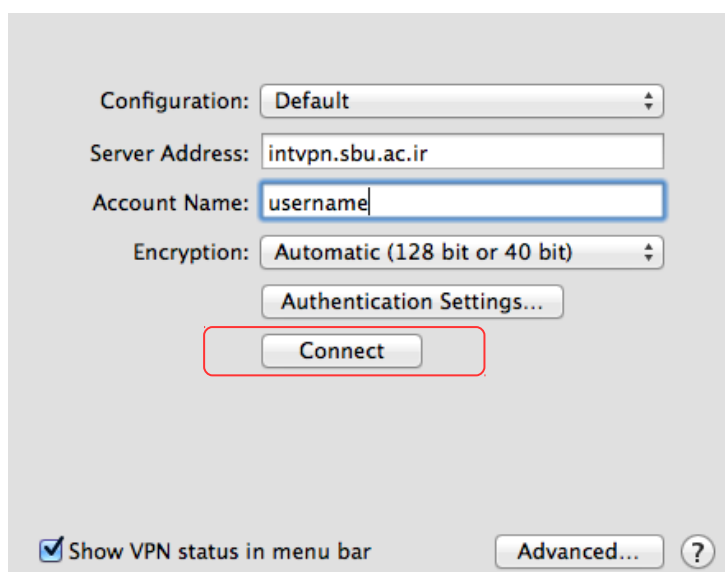 Configuration: Default
Server Address: intvpn.sbu.ac.ir
Account Name: username
Encryption: Automatic (128 bit or 40 bit)
Authentication Settings...
Connect
Show VPN status in menu bar Advanced... ?